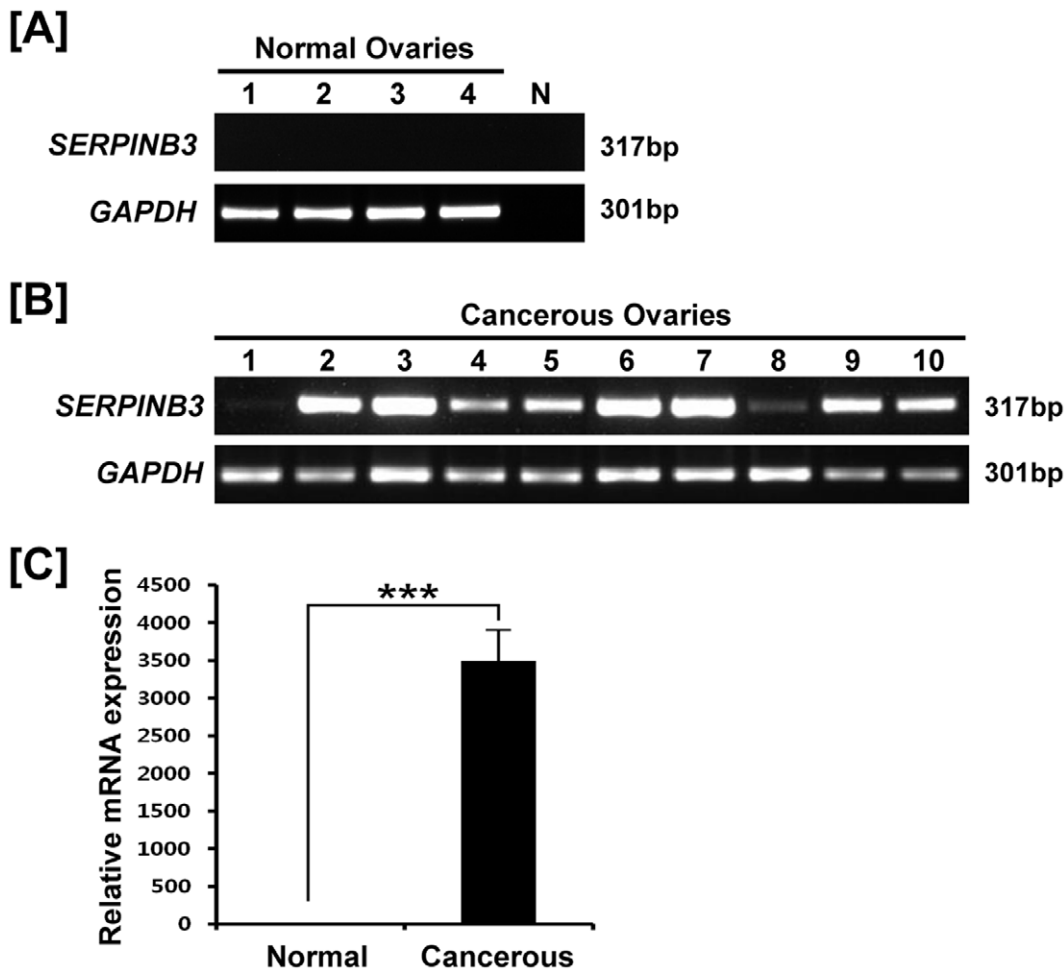 [A]
Normal Ovaries
1 2 3 4 N
SERPINB3 317bp
GAPDH 301bp
[B]
Cancerous Ovaries
1 2 3 4 5 6 7 8 9 10
SERPINB3 317bp
GAPDH 301bp
[C]
Relative mRNA expression
4500
***
4000
3500
3000
2500
2000
1500
1000
500
0
Normal Cancerous